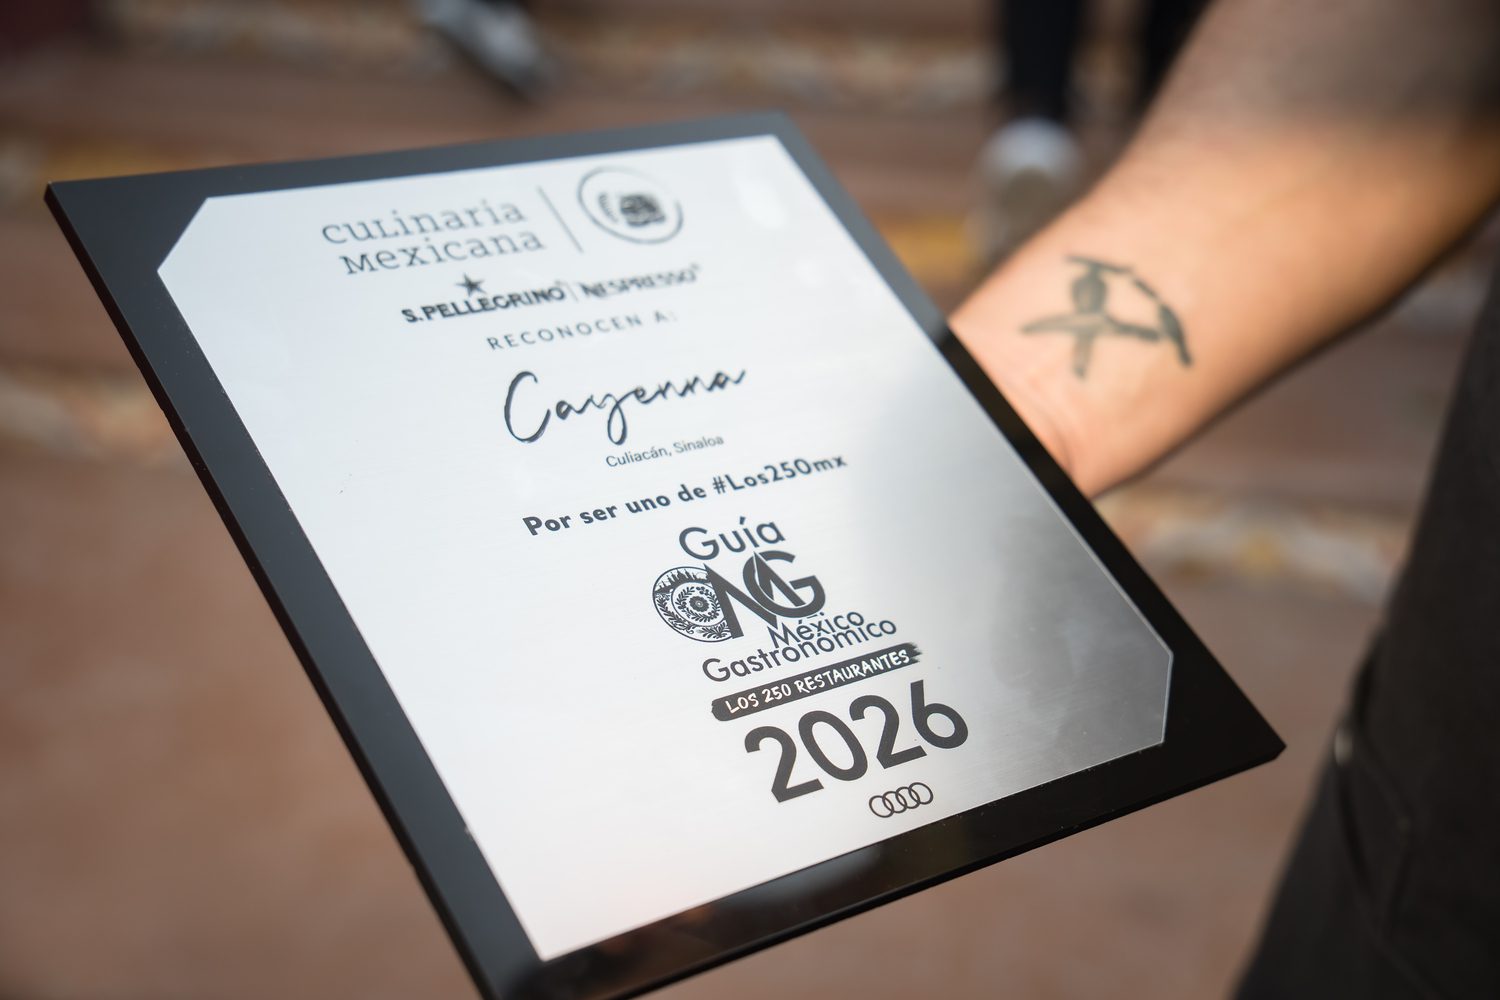 culinaria
mexicana
S.PELLEGRINO® | NESPRESSO®
RECONOCEN A:
Cayenna
Culiacán, Sinaloa
Por ser uno de #Los250mx
Guía
MG
México
Gastronómico
LOS 250 RESTAURANTES
2026